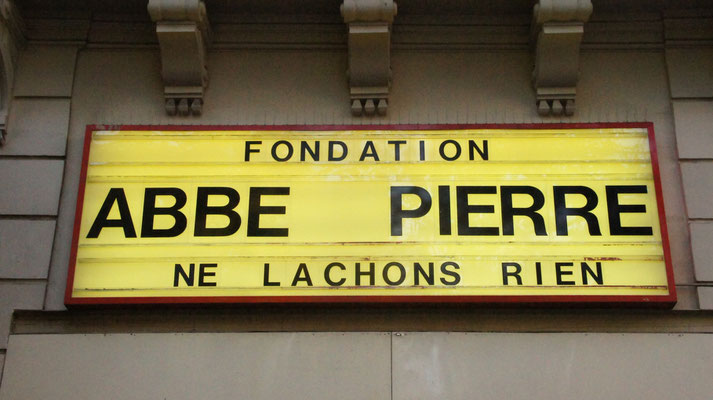 FONDATION
ABBE PIERRE
NE LACHONS RIEN